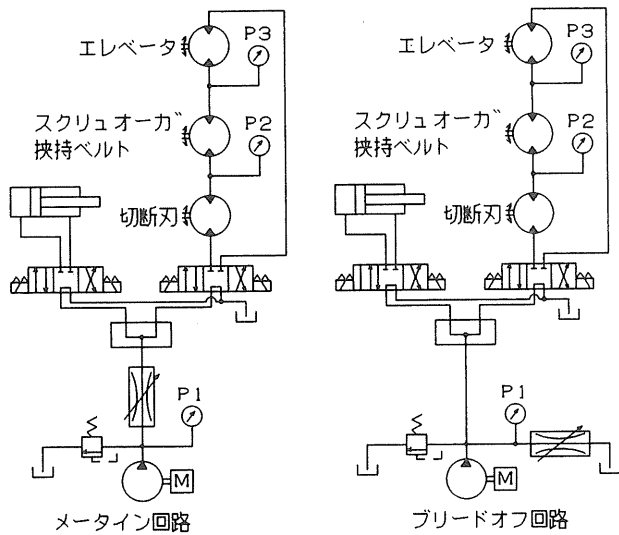 エレベータ
P3
スクリュオーガ
挟持ベルト
P2
切断刃
P1
M
メータイン回路
エレベータ
P3
スクリュオーガ
挟持ベルト
P2
切断刃
P1
M
ブリードオフ回路